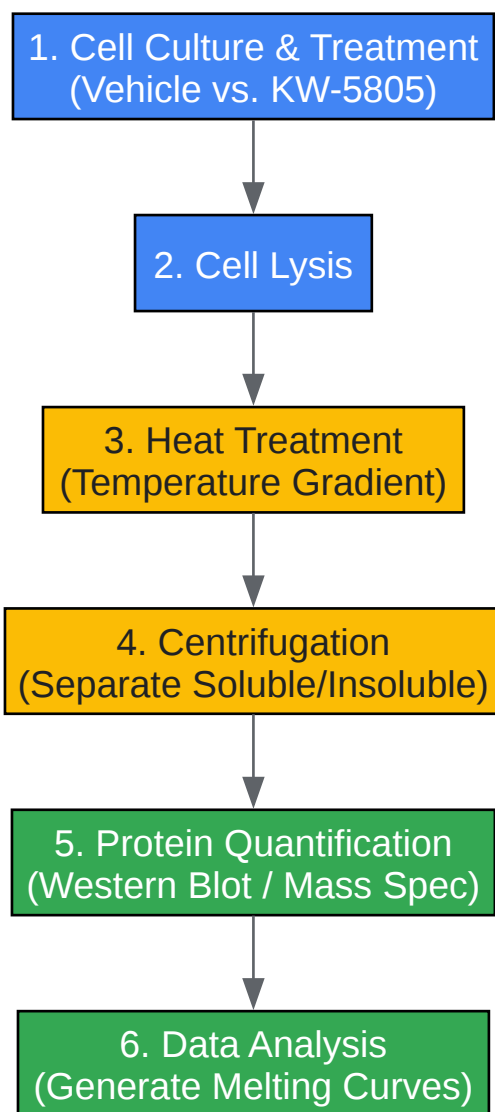 1. Cell Culture & Treatment
(Vehicle vs. KW-5805)
2. Cell Lysis
3. Heat Treatment
(Temperature Gradient)
4. Centrifugation
(Separate Soluble/Insoluble)
5. Protein Quantification
(Western Blot / Mass Spec)
6. Data Analysis
(Generate Melting Curves)